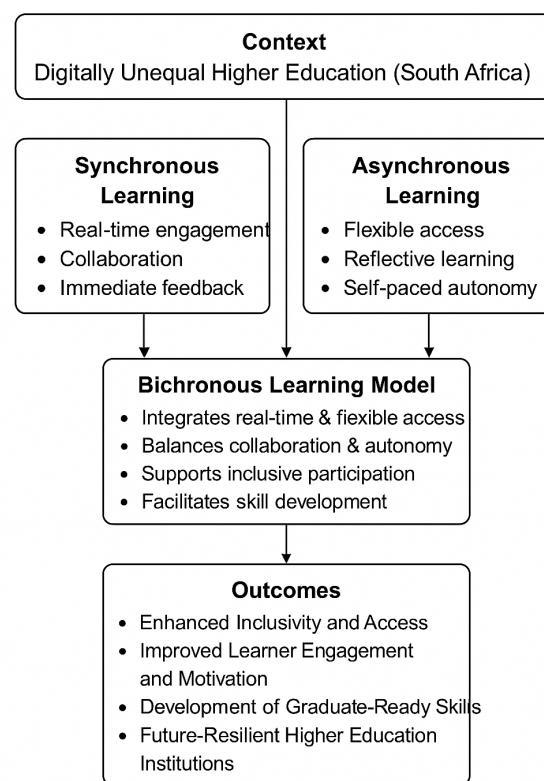 Context
Digitally Unequal Higher Education (South Africa)
Synchronous
Learning
• Real-time engagement
• Collaboration
• Immediate feedback
Asynchronous
Learning
• Flexible access
• Reflective learning
• Self-paced autonomy
Bichronous Learning Model
• Integrates real-time & flexible access
• Balances collaboration & autonomy
• Supports inclusive participation
• Facilitates skill development
Outcomes
• Enhanced Inclusivity and Access
• Improved Learner Engagement
and Motivation
• Development of Graduate-Ready Skills
• Future-Resilient Higher Education
Institutions